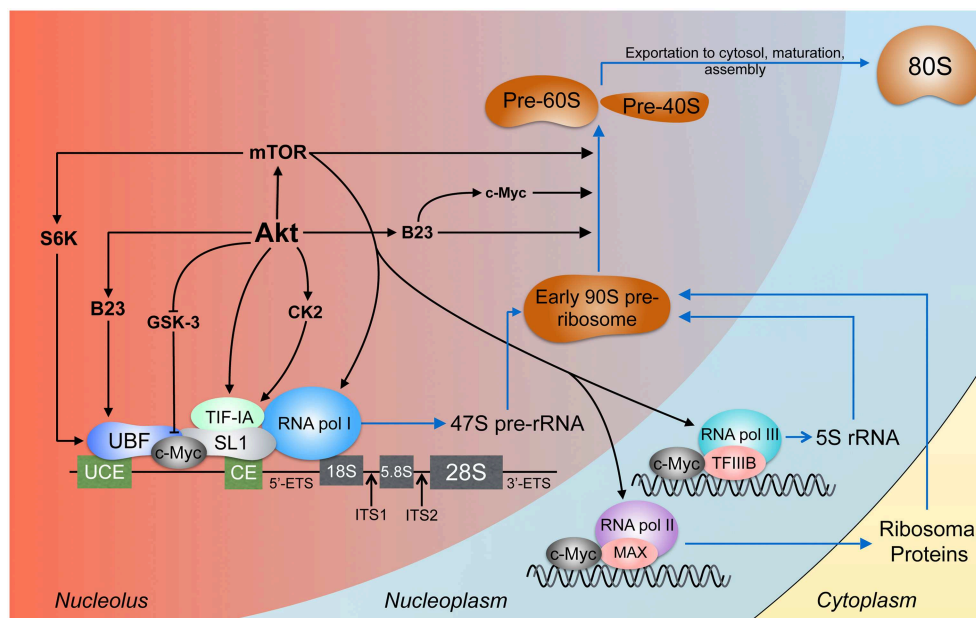 Exportation to cytosol, maturation,
assembly
80S
Pre-60S
Pre-40S
mTOR
c-Myc
S6K
Akt
B23
B23
GSK-3
CK2
Early 90S pre-
ribosome
TIF-IA
RNA pol I
47S pre-rRNA
UBF
SL1
c-Myc
RNA pol III
5S rRNA
c-Myc
TFIIIB
UCE
CE
5'-ETS
18S
5.8S
28S
3'-ETS
ITS1
ITS2
RNA pol II
c-Myc
MAX
Ribosoma
Proteins
Nucleolus
Nucleoplasm
Cytoplasm